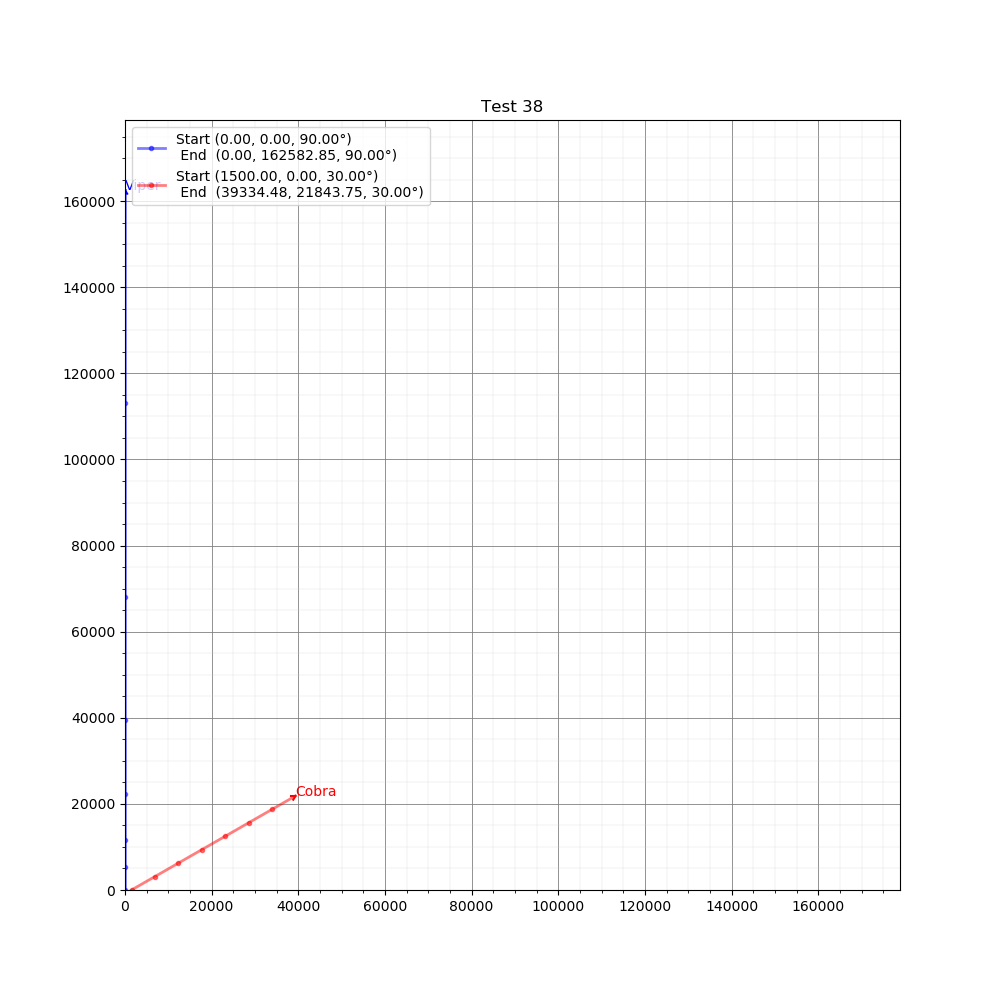 Test 38
Start (0.00, 0.00, 90.00°)
End (0.00, 162582.85, 90.00°)
Start (1500.00, 0.00, 30.00°)
End (39334.48, 21843.75, 30.00°)
160000
140000
120000
100000
80000
60000
40000
20000
0
Cobra
0 20000 40000 60000 80000 100000 120000 140000 160000